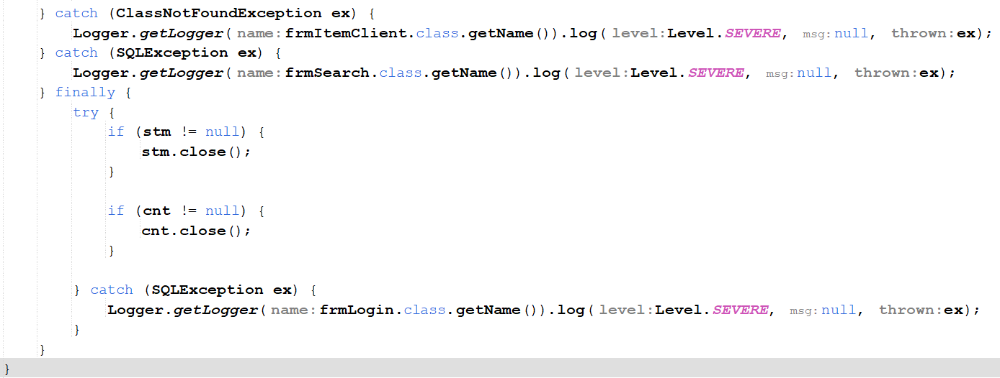 } catch (ClassNotFoundException ex) {
Logger.getLogger(name:frmItemClient.class.getName()).log(level:Level.SEVERE, msg:null, thrown:ex);
} catch (SQLException ex) {
Logger.getLogger(name:frmSearch.class.getName()).log(level:Level.SEVERE, msg:null, thrown:ex);
} finally {
try {
if (stm != null) {
stm.close();
}
if (cnt != null) {
cnt.close();
}
} catch (SQLException ex) {
Logger.getLogger(name:frmLogin.class.getName()).log(level:Level.SEVERE, msg:null, thrown:ex);
}
}
}